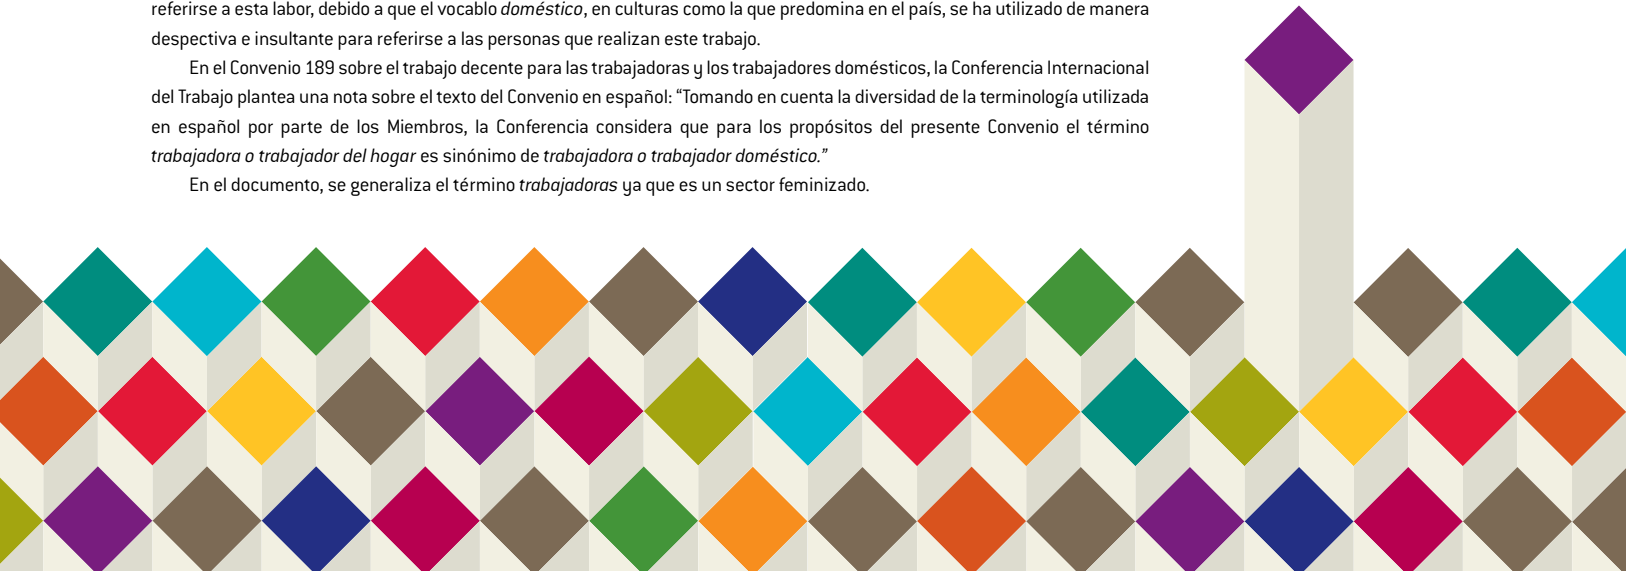 referirse a esta labor, debido a que el vocablo doméstico, en culturas como la que predomina en el país, se ha utilizado de manera
despectiva e insultante para referirse a las personas que realizan este trabajo.
En el Convenio 189 sobre el trabajo decente para las trabajadoras y los trabajadores domésticos, la Conferencia Internacional
del Trabajo plantea una nota sobre el texto del Convenio en español: “Tomando en cuenta la diversidad de la terminología utilizada
en español por parte de los Miembros, la Conferencia considera que para los propósitos del presente Convenio el término
trabajadora o trabajador del hogar es sinónimo de trabajadora o trabajador doméstico.”
En el documento, se generaliza el término trabajadoras ya que es un sector feminizado.